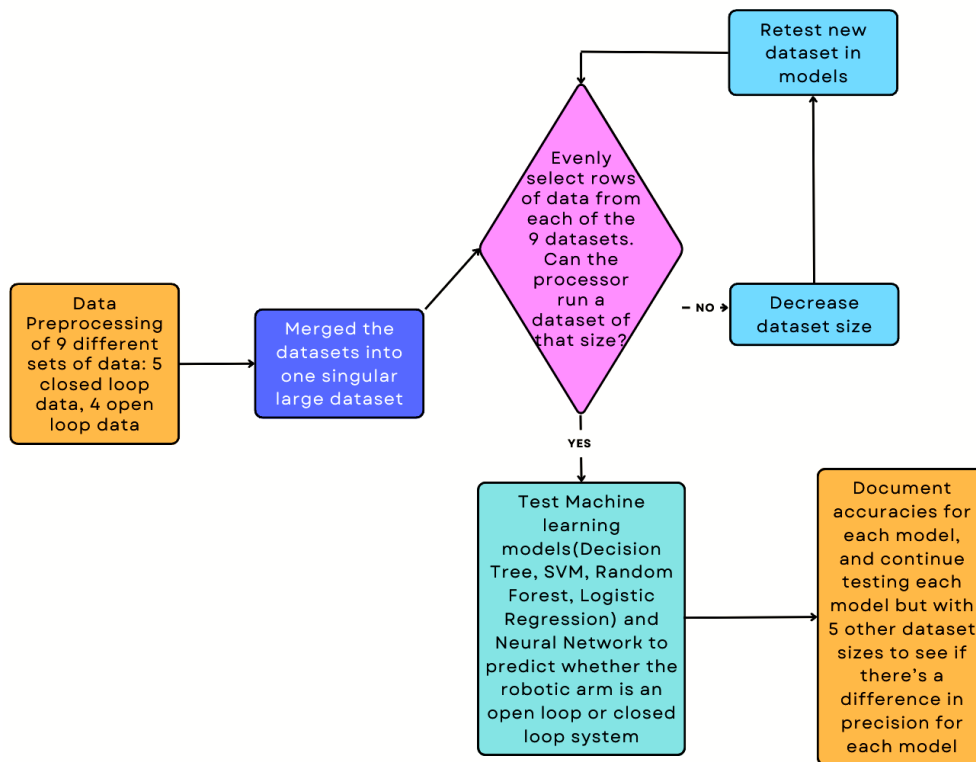 Retest new
dataset in
models
Evenly
select rows
of data from
each of the
9 datasets.
Can the
processor
run a
dataset of
that size?
NO
Decrease
dataset size
Data
Preprocessing
of 9 different
sets of data: 5
closed loop
data, 4 open
loop data
Merged the
datasets into
one singular
large dataset
YES
Test Machine
learning
models(Decision
Tree, SVM, Random
Forest, Logistic
Regression) and
Neural Network to
predict whether the
robotic arm is an
open loop or closed
loop system
Document
accuracies for
each model,
and continue
testing each
model but with
5 other dataset
sizes to see if
there's a
difference in
precision for
each model